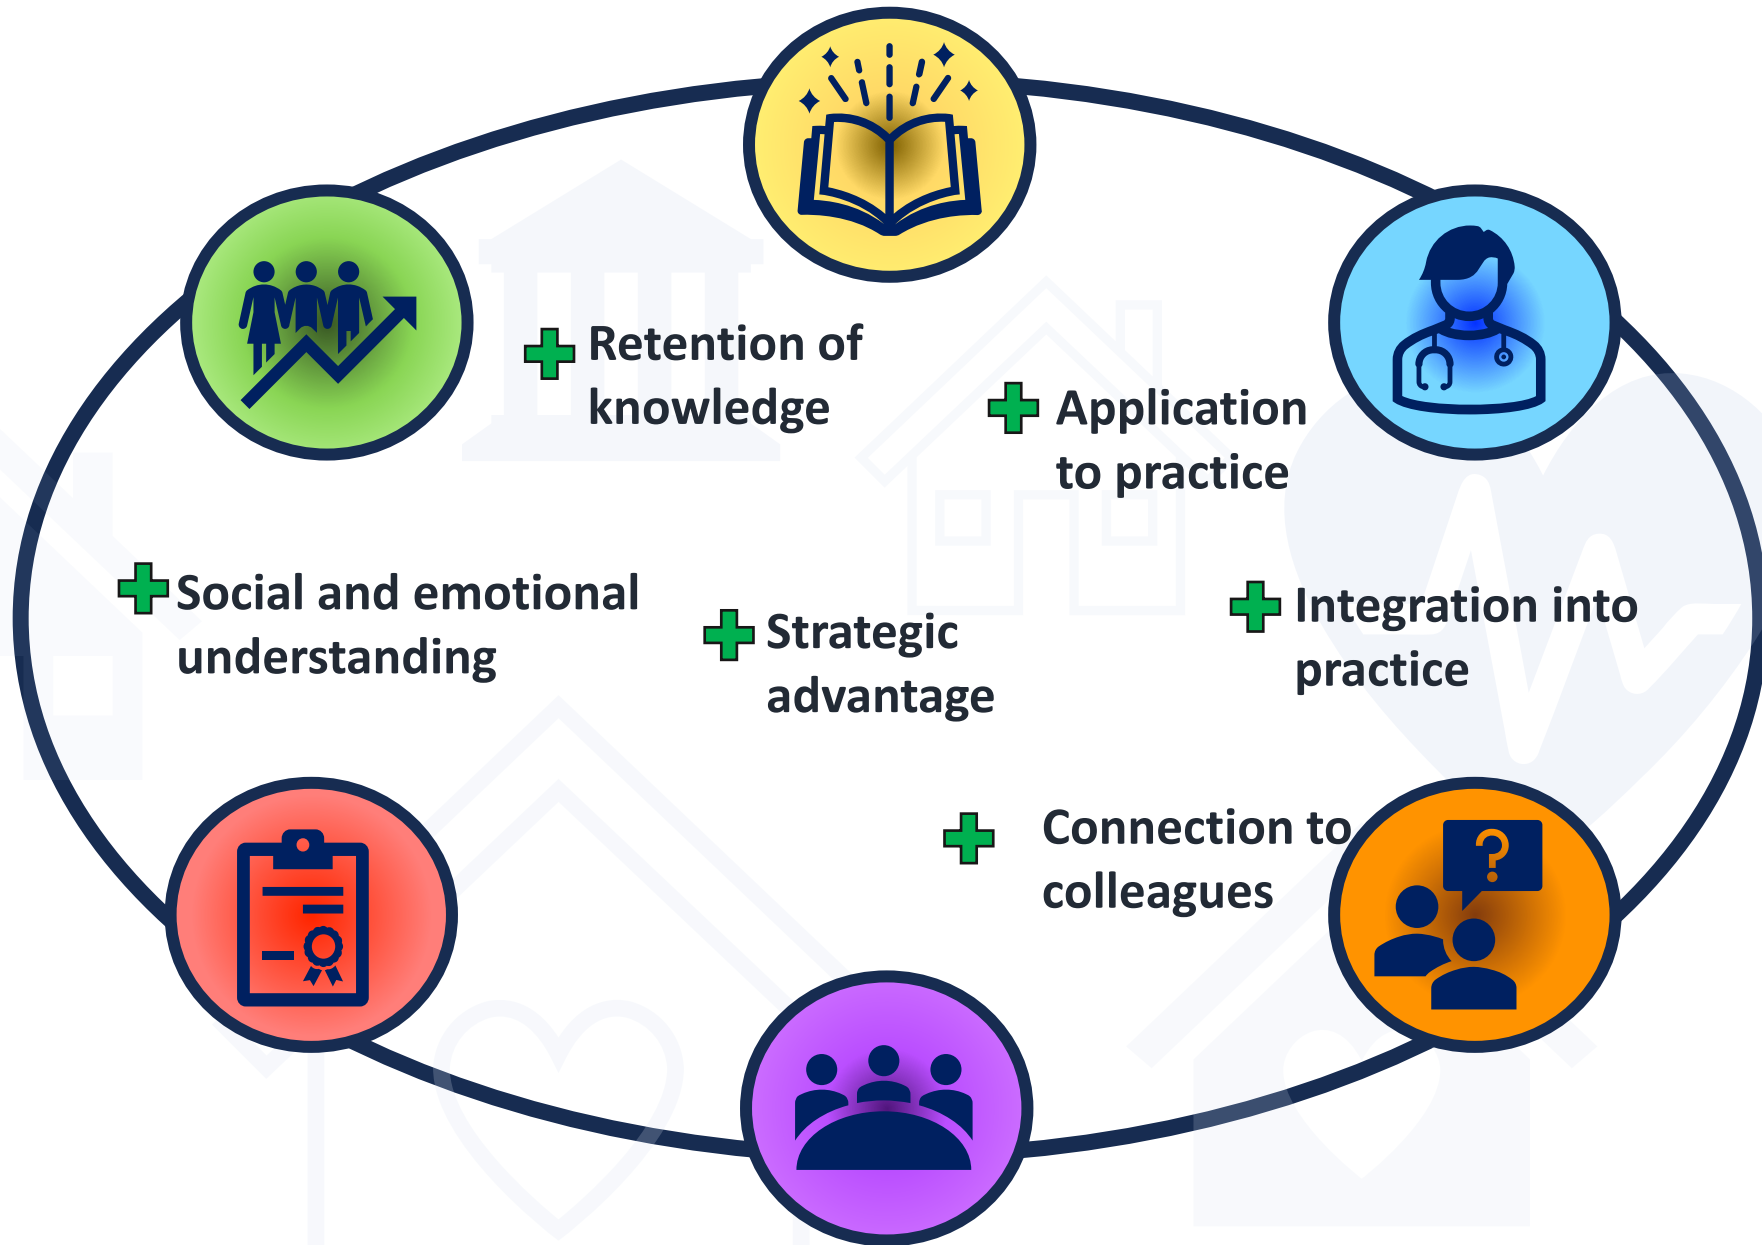 Retention of
knowledge
Application
to practice
Social and emotional
understanding
Strategic
advantage
Integration into
practice
Connection to
colleagues
?